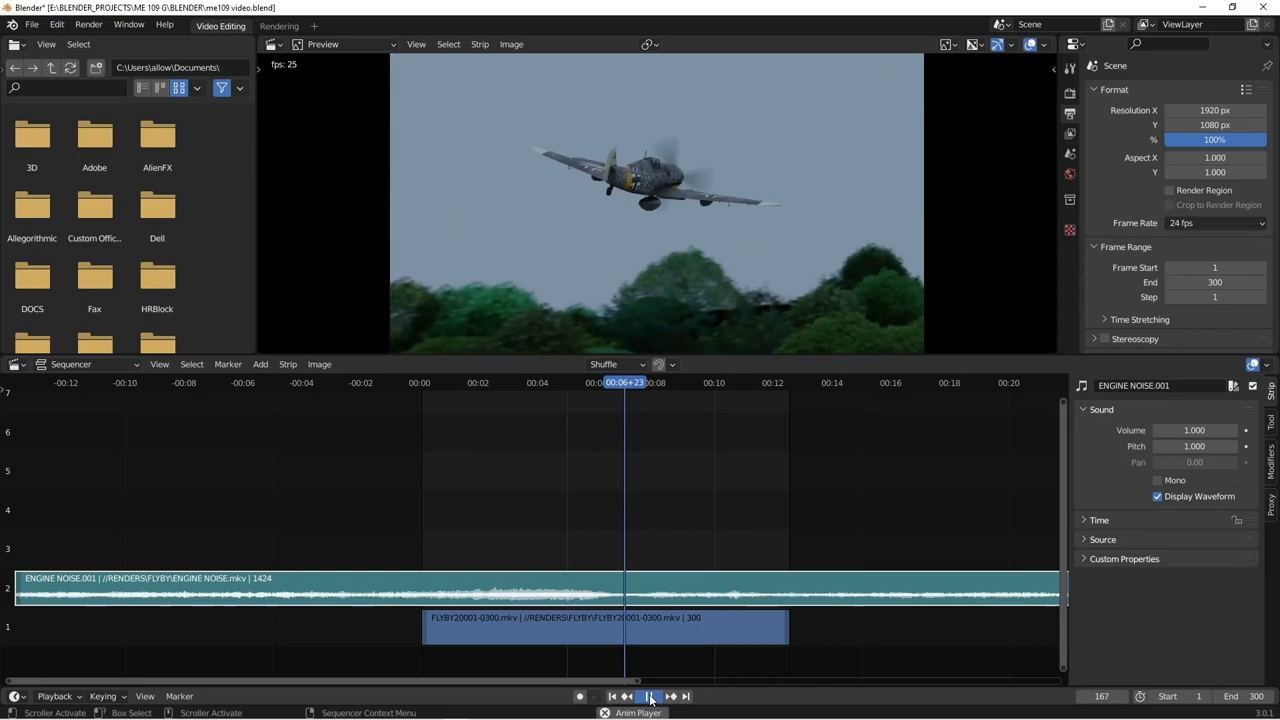 Blender* [E:\BLENDER_PROJECTS\ME 109 G\BLENDER\me109 video.blend]
File Edit Render Window Help Video Editing Rendering + Scene ViewLayer
View Select Preview View Select Strip Image
C:\Users\allow\Documents\ Scene
fps: 25
Format
Resolution X 1920 px
Y 1080 px
% 100%
Aspect X 1.000
Y 1.000
Render Region
Crop to Render Region
Frame Rate 24 fps
Frame Range
Frame Start 1
End 300
Step 1
Time Stretching
Stereoscopy
3D Adobe AlienFX
Allegorithmic Custom Offic... Dell
DOCS Fax HRBlock
Sequencer View Select Marker Add Strip Image Shuffle
-00:12 -00:10 -00:08 -00:06 -00:04 -00:02 00:00 00:02 00:04 00:06+23 00:10 00:12 00:14 00:16 00:18 00:20
7
6
5
4
3
2
1
ENGINE NOISE.001 | //RENDERS\FLYBY\ENGINE NOISE.mkv | 1424
FLYBY20001-0300.mkv | //RENDERS\FLYBY\FLYBY20001-0300.mkv | 300
ENGINE NOISE.001
Sound
Volume 1.000
Pitch 1.000
Pan 0.00
Mono
Display Waveform
Time
Source
Custom Properties
Strip
Tool
Modifiers
Proxy
Playback Keying View Marker 167 Start 1 End 300
Scroller Activate Box Select Scroller Activate Sequencer Context Menu Anim Player 3.0.1